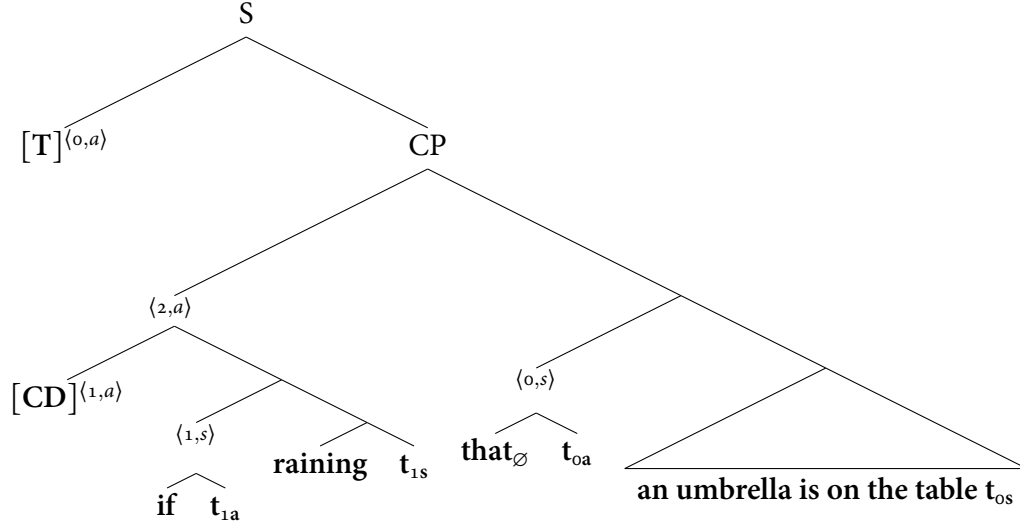 S
[T]⟨0,a⟩ CP
⟨2,a⟩
[CD]⟨1,a⟩ ⟨0,s⟩
⟨1,s⟩ raining t1s that∅ t0a an umbrella is on the table t0s
if t1a